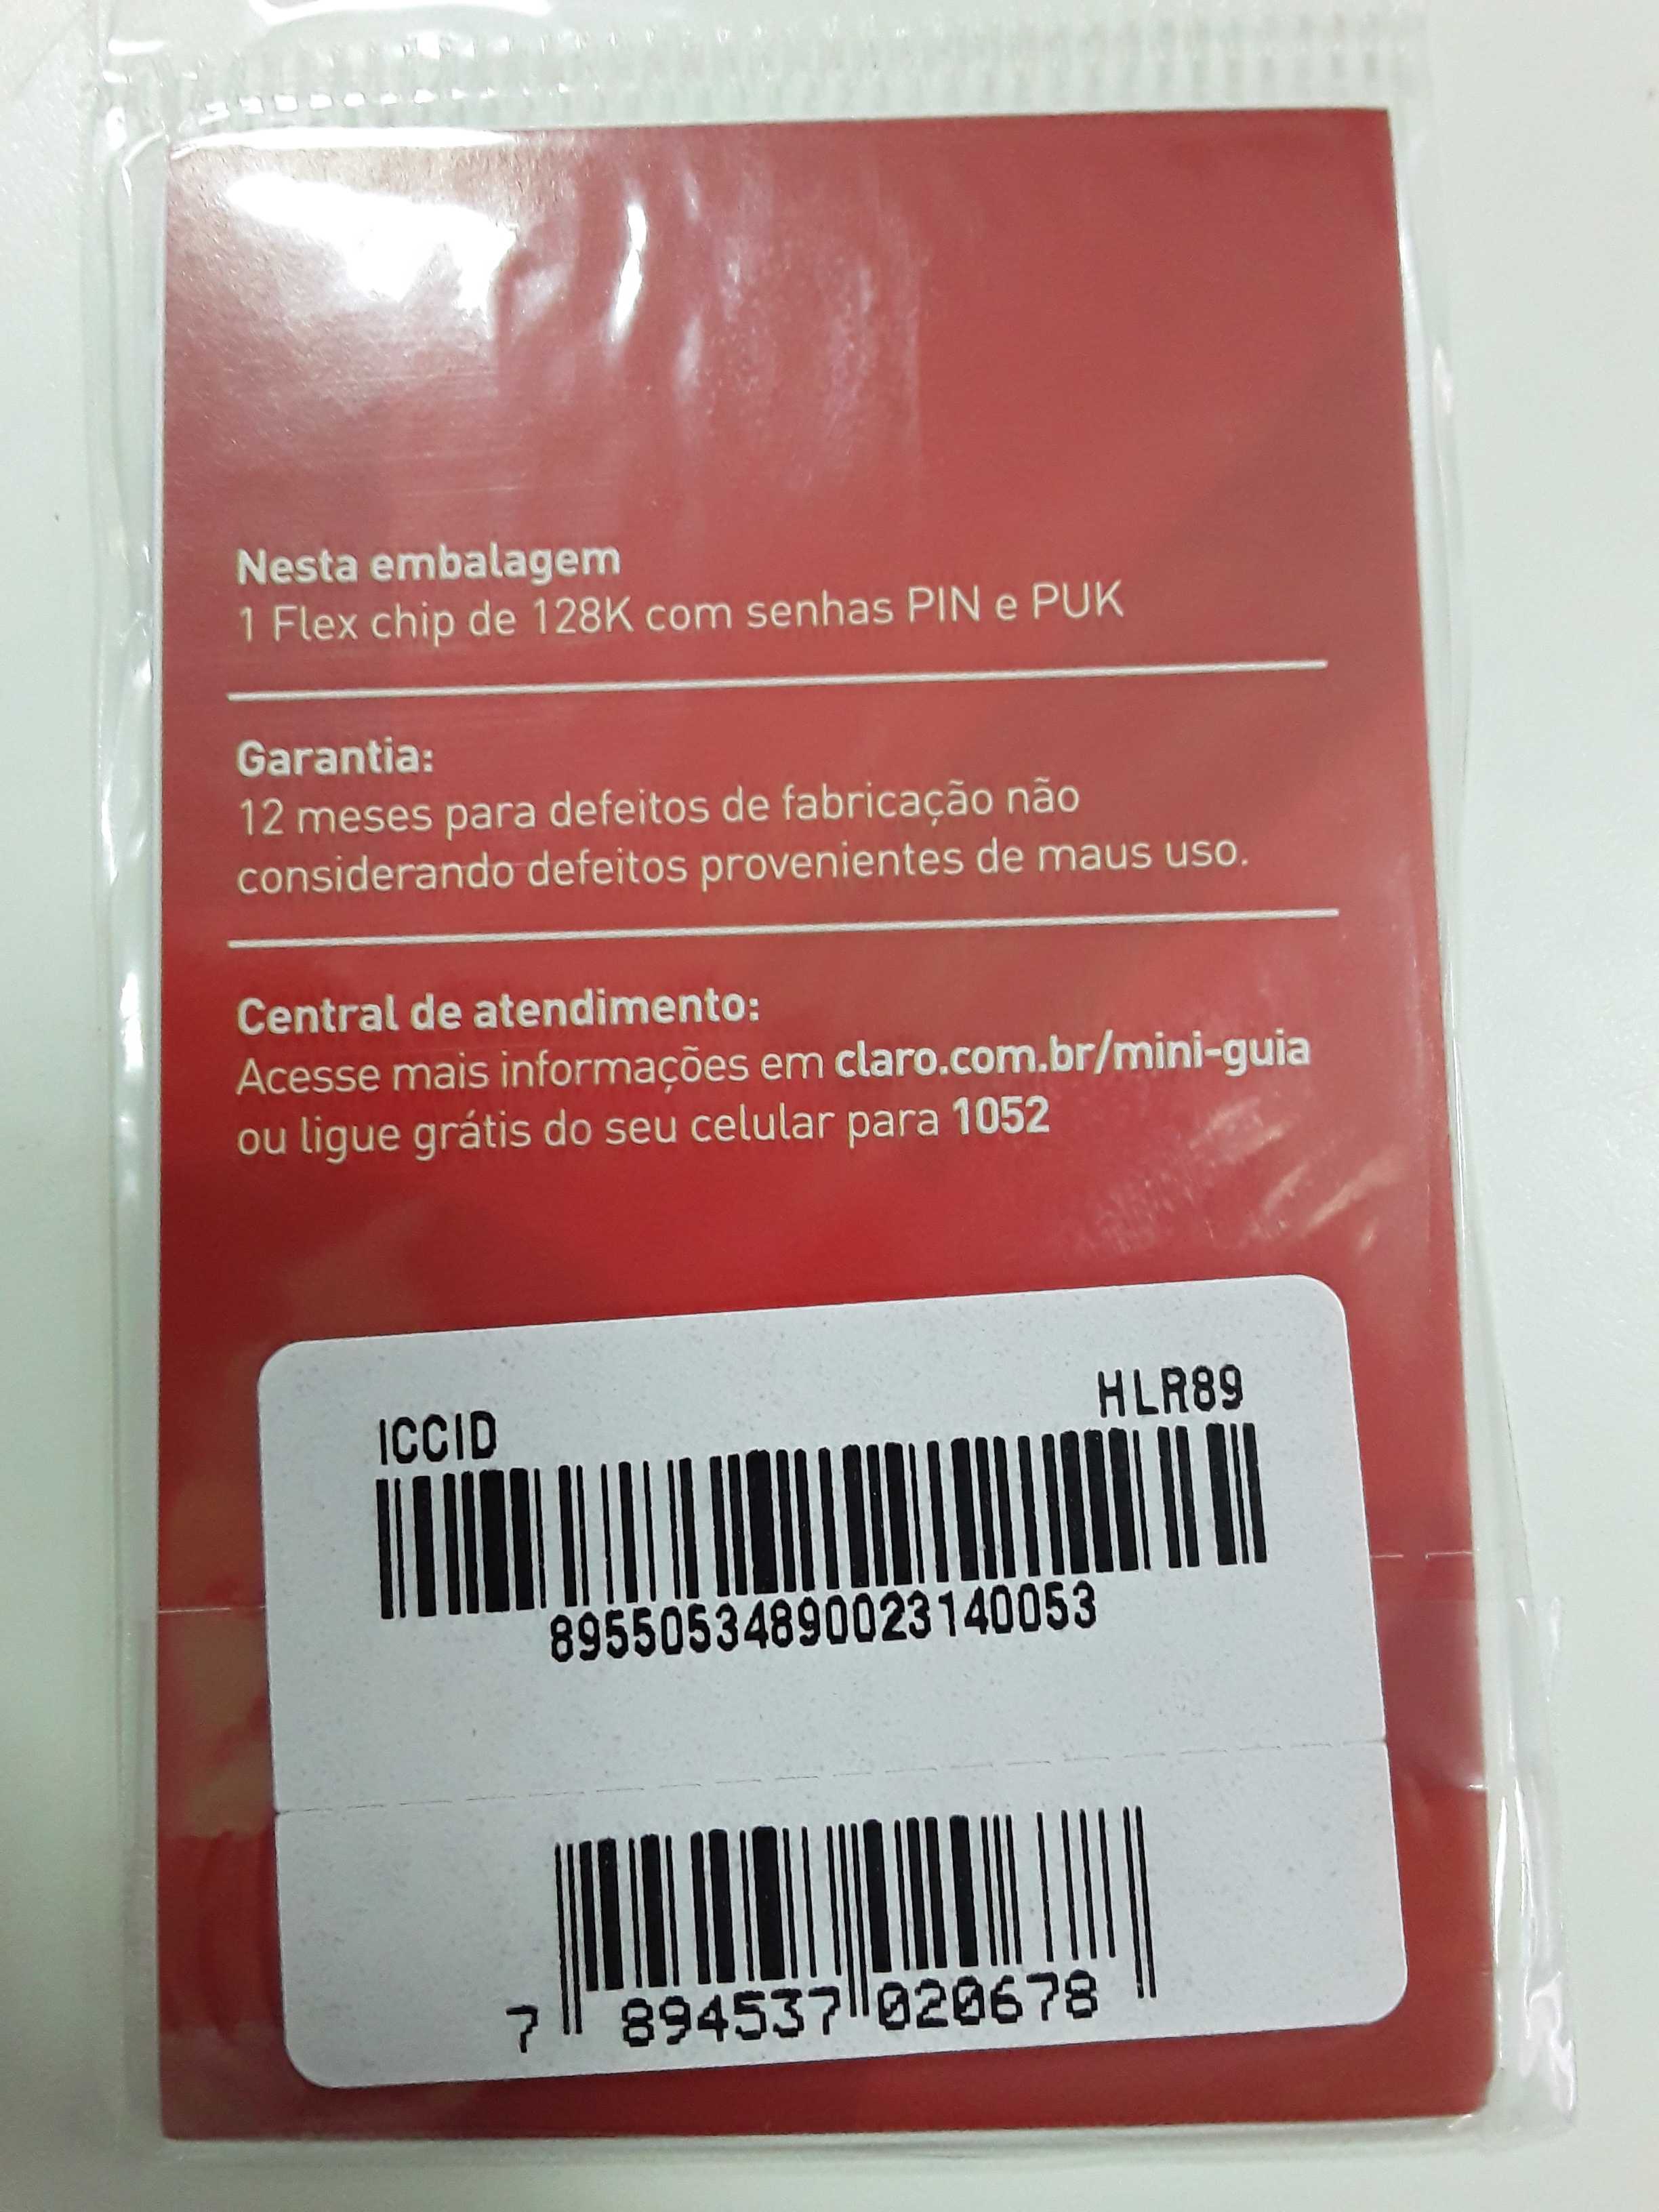 Nesta embalagem
1 Flex chip de 128K com senhas PIN e PUK
Garantia:
12 meses para defeitos de fabricação não
considerando defeitos provenientes de maus uso.
Central de atendimento:
Acesse mais informações em claro.com.br/mini-guia
ou ligue grátis do seu celular para 1052
ICCID HLR89
89550534890023140053
7 894537 020678